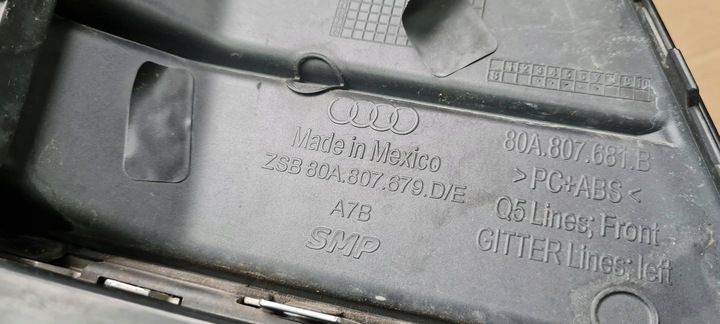 Made in Mexico
ZSB 80A.807.679.D/E
A7B
SMP
80A.807.681.B
>PC+ABS<
Q5 Lines; Front
GITTER Lines; left